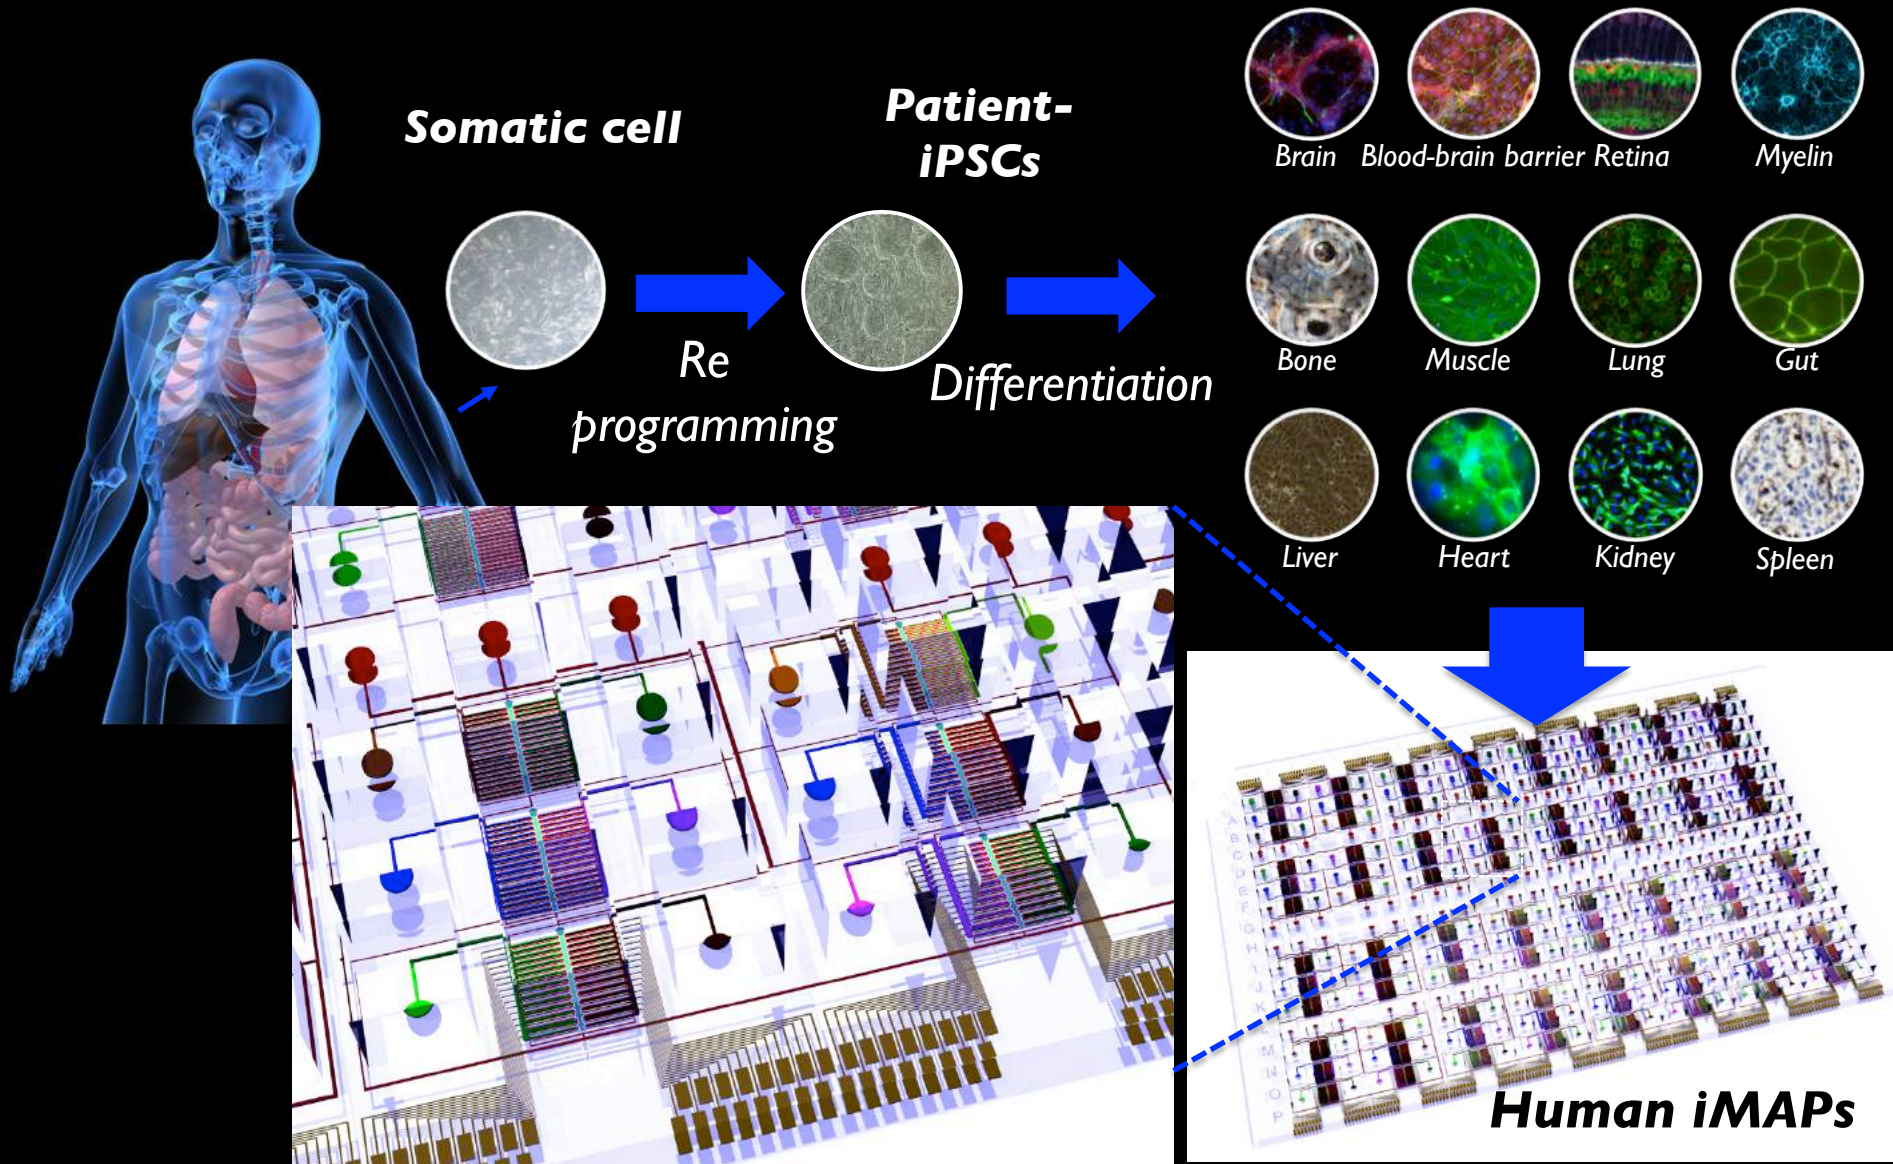 Somatic cell
Patient-
iPSCs
Re
programming
Differentiation
Brain
Blood-brain barrier
Retina
Myelin
Bone
Muscle
Lung
Gut
Liver
Heart
Kidney
Spleen
A
B
C
D
E
F
G
H
I
J
K
M
N
O
P
Human iMAPs